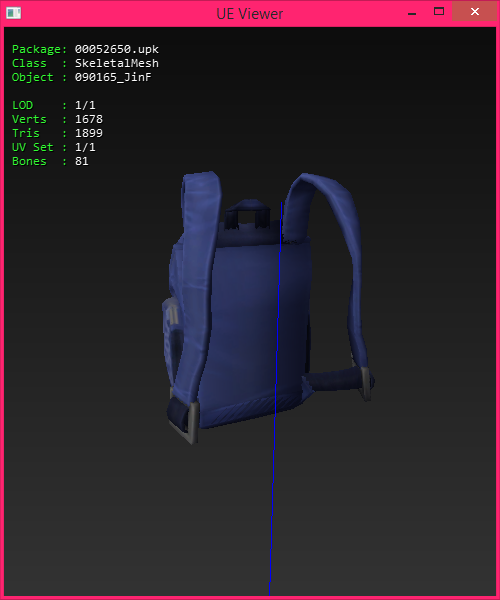 UE Viewer
Package: 00052650.upk
Class  : SkeletalMesh
Object : 090165_JinF
LOD    : 1/1
Verts  : 1678
Tris   : 1899
UV Set : 1/1
Bones  : 81